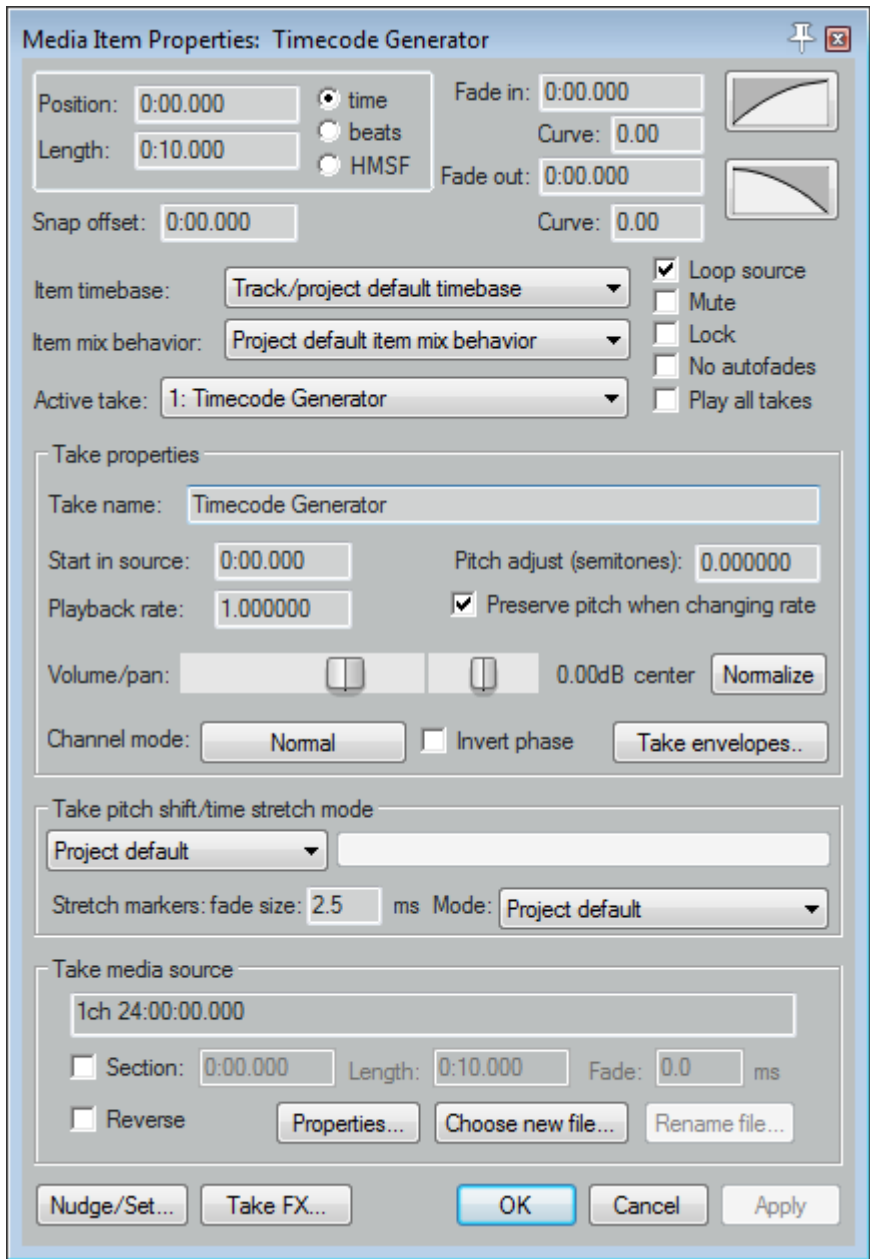 Media Item Properties: Timecode Generator
Position: 0:00.000 time Fade in: 0:00.000
beats Curve: 0.00
Length: 0:10.000 HMSF Fade out: 0:00.000
Snap offset: 0:00.000 Curve: 0.00
Item timebase: Track/project default timebase Loop source
Mute
Item mix behavior: Project default item mix behavior Lock
No autofades
Active take: 1: Timecode Generator Play all takes
Take properties
Take name: Timecode Generator
Start in source: 0:00.000 Pitch adjust (semitones): 0.000000
Playback rate: 1.000000 Preserve pitch when changing rate
Volume/pan: 0.00dB center Normalize
Channel mode: Normal Invert phase Take envelopes..
Take pitch shift/time stretch mode
Project default
Stretch markers: fade size: 2.5 ms Mode: Project default
Take media source
1ch 24:00:00.000
Section: 0:00.000 Length: 0:10.000 Fade: 0.0 ms
Reverse Properties... Choose new file... Rename file...
Nudge/Set... Take FX... OK Cancel Apply